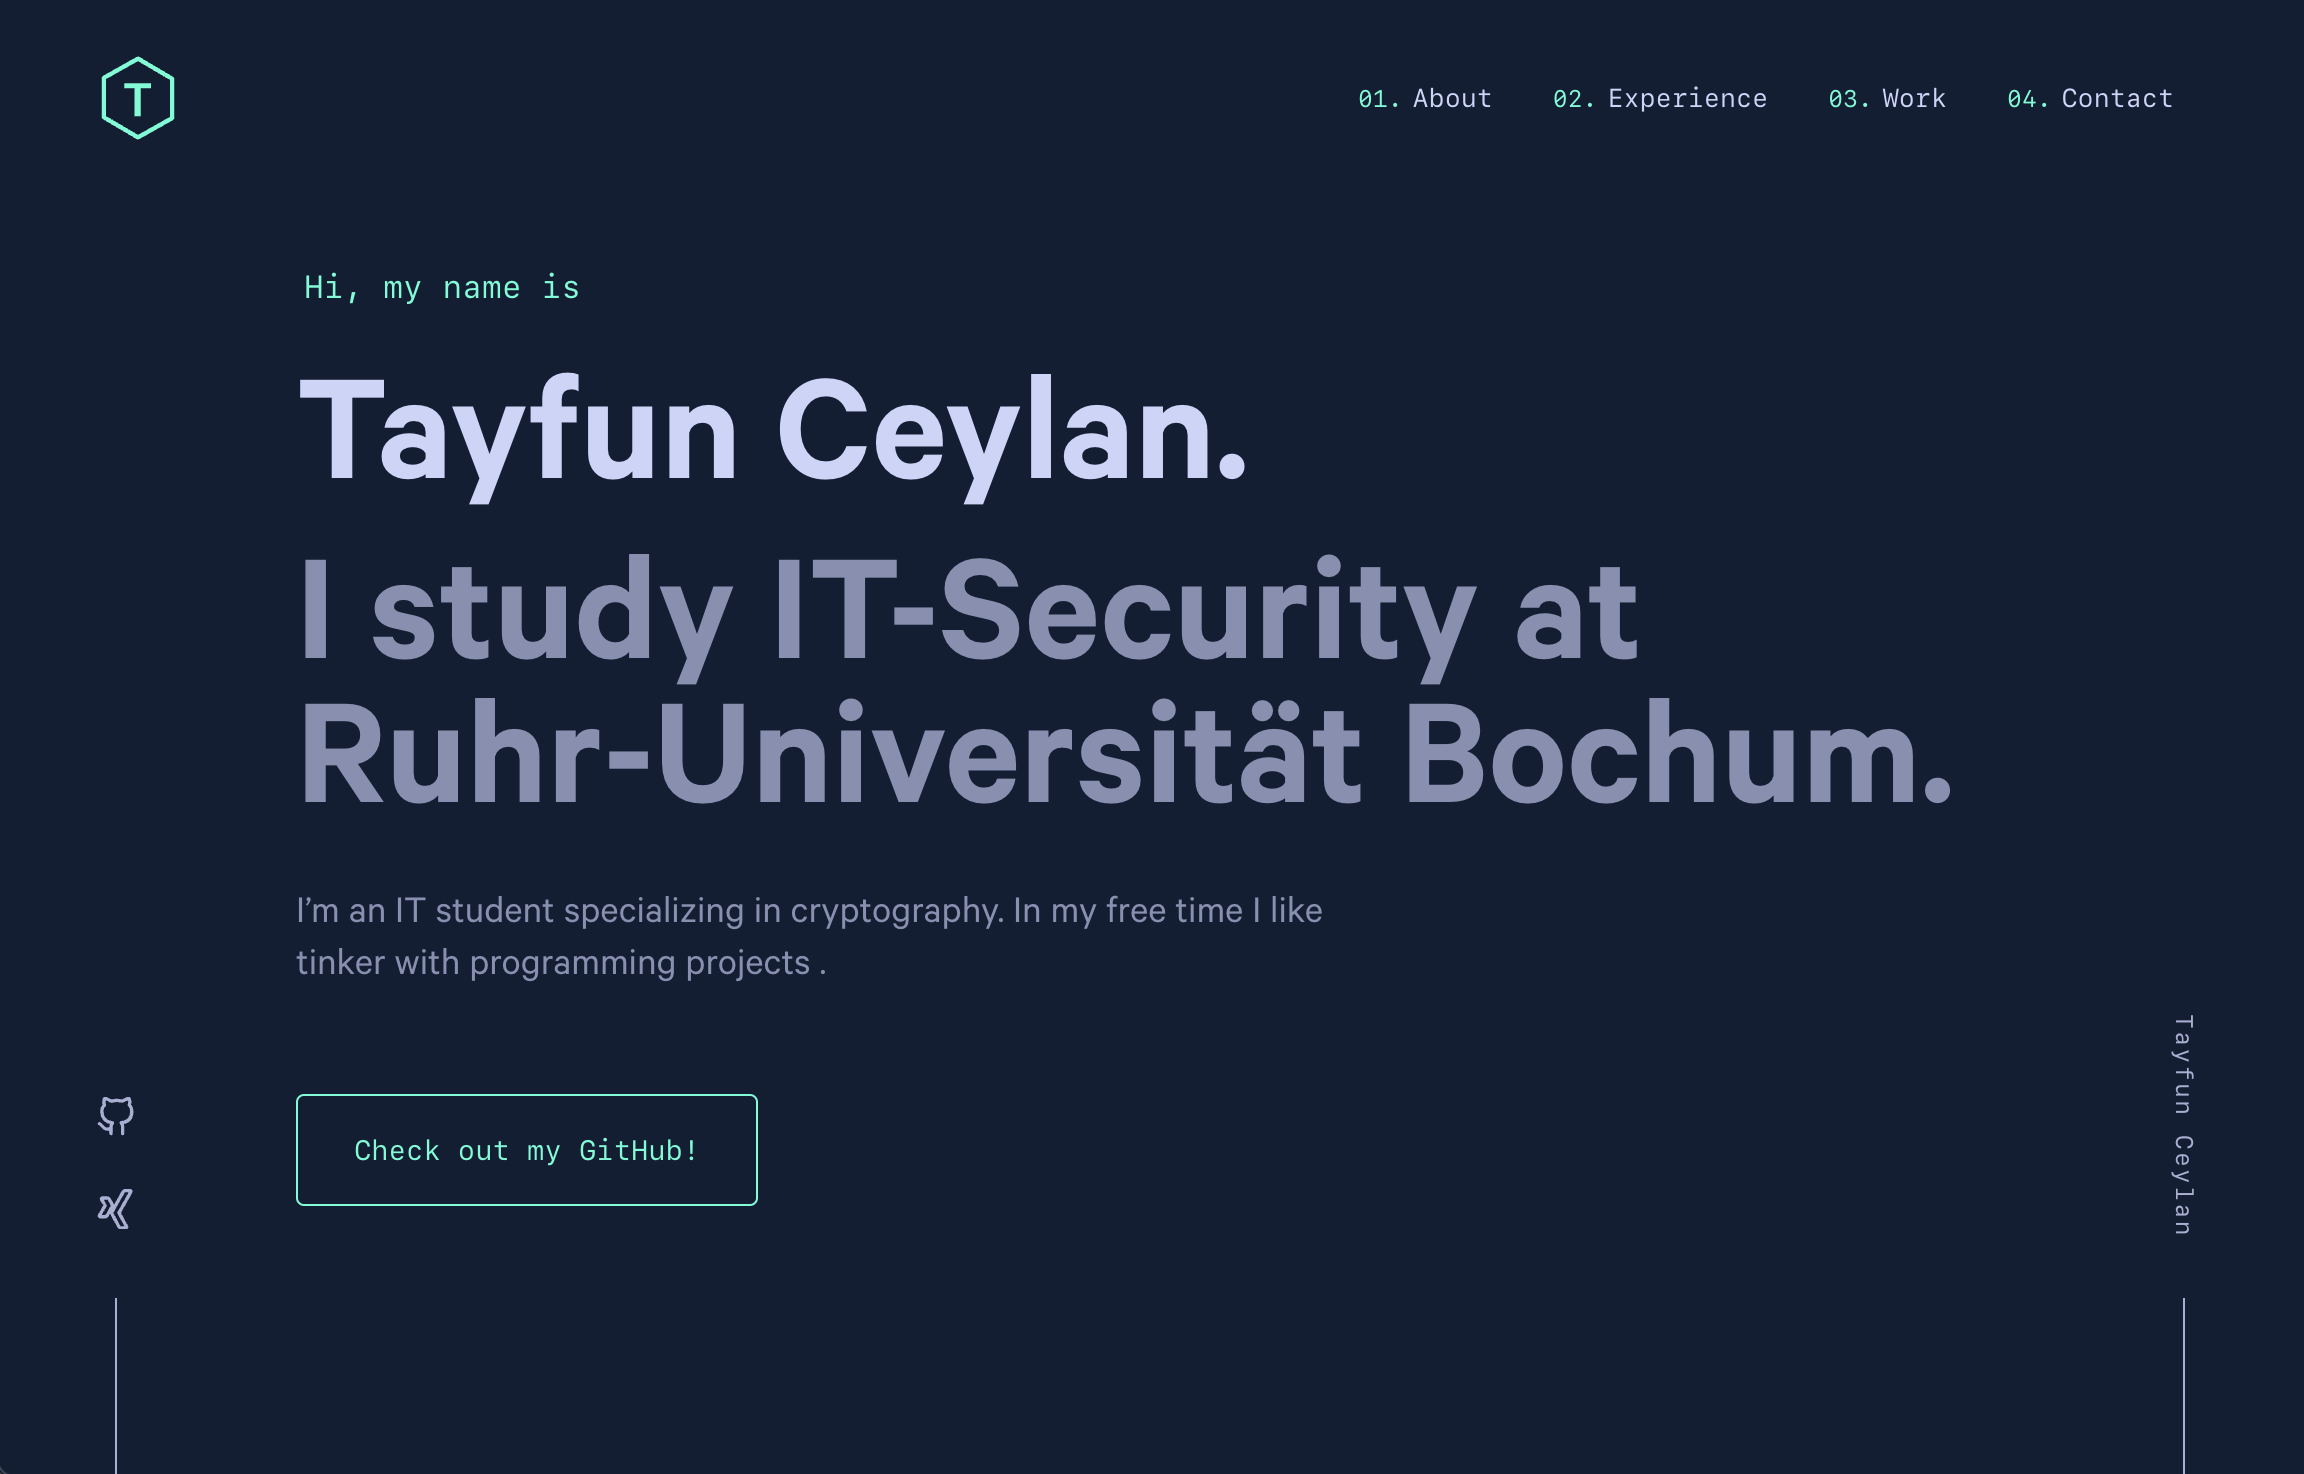 T
01. About 02. Experience 03. Work 04. Contact
Hi, my name is
Tayfun Ceylan.
I study IT-Security at
Ruhr-Universität Bochum.
I’m an IT student specializing in cryptography. In my free time I like
tinker with programming projects .
Check out my GitHub!
Tayfun Ceylan